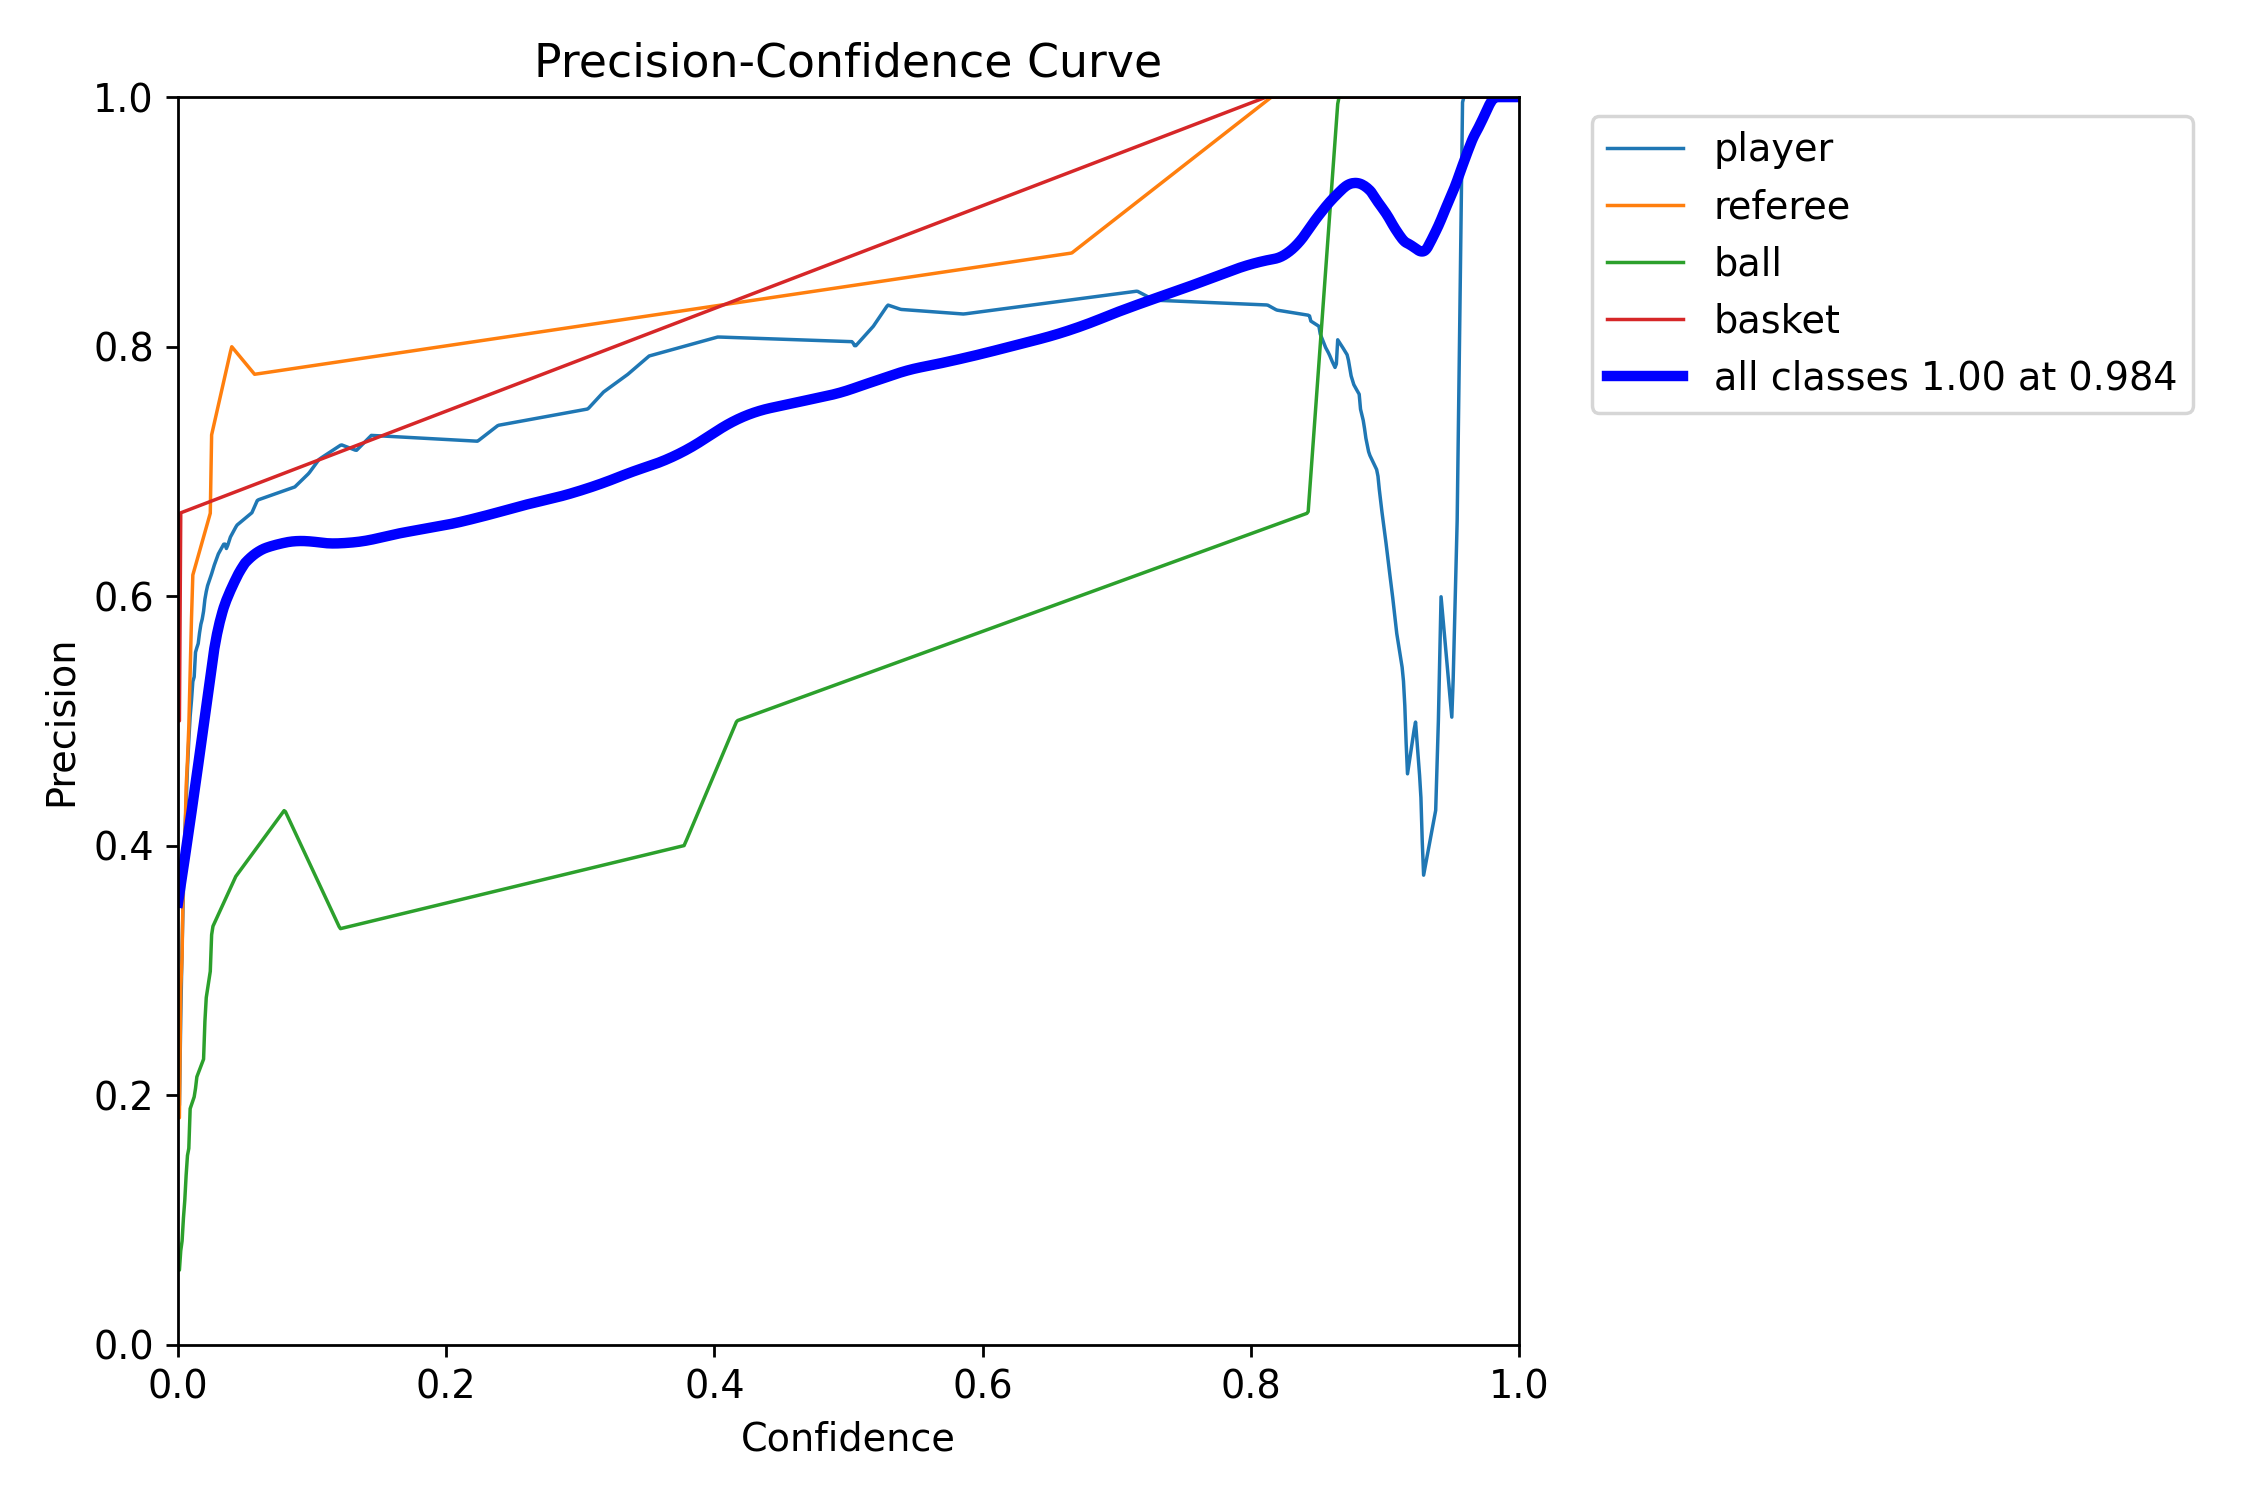 Precision-Confidence Curve
1.0
0.8
0.6
0.4
0.2
0.0
Precision
0.0 0.2 0.4 0.6 0.8 1.0
Confidence
player
referee
ball
basket
all classes 1.00 at 0.984